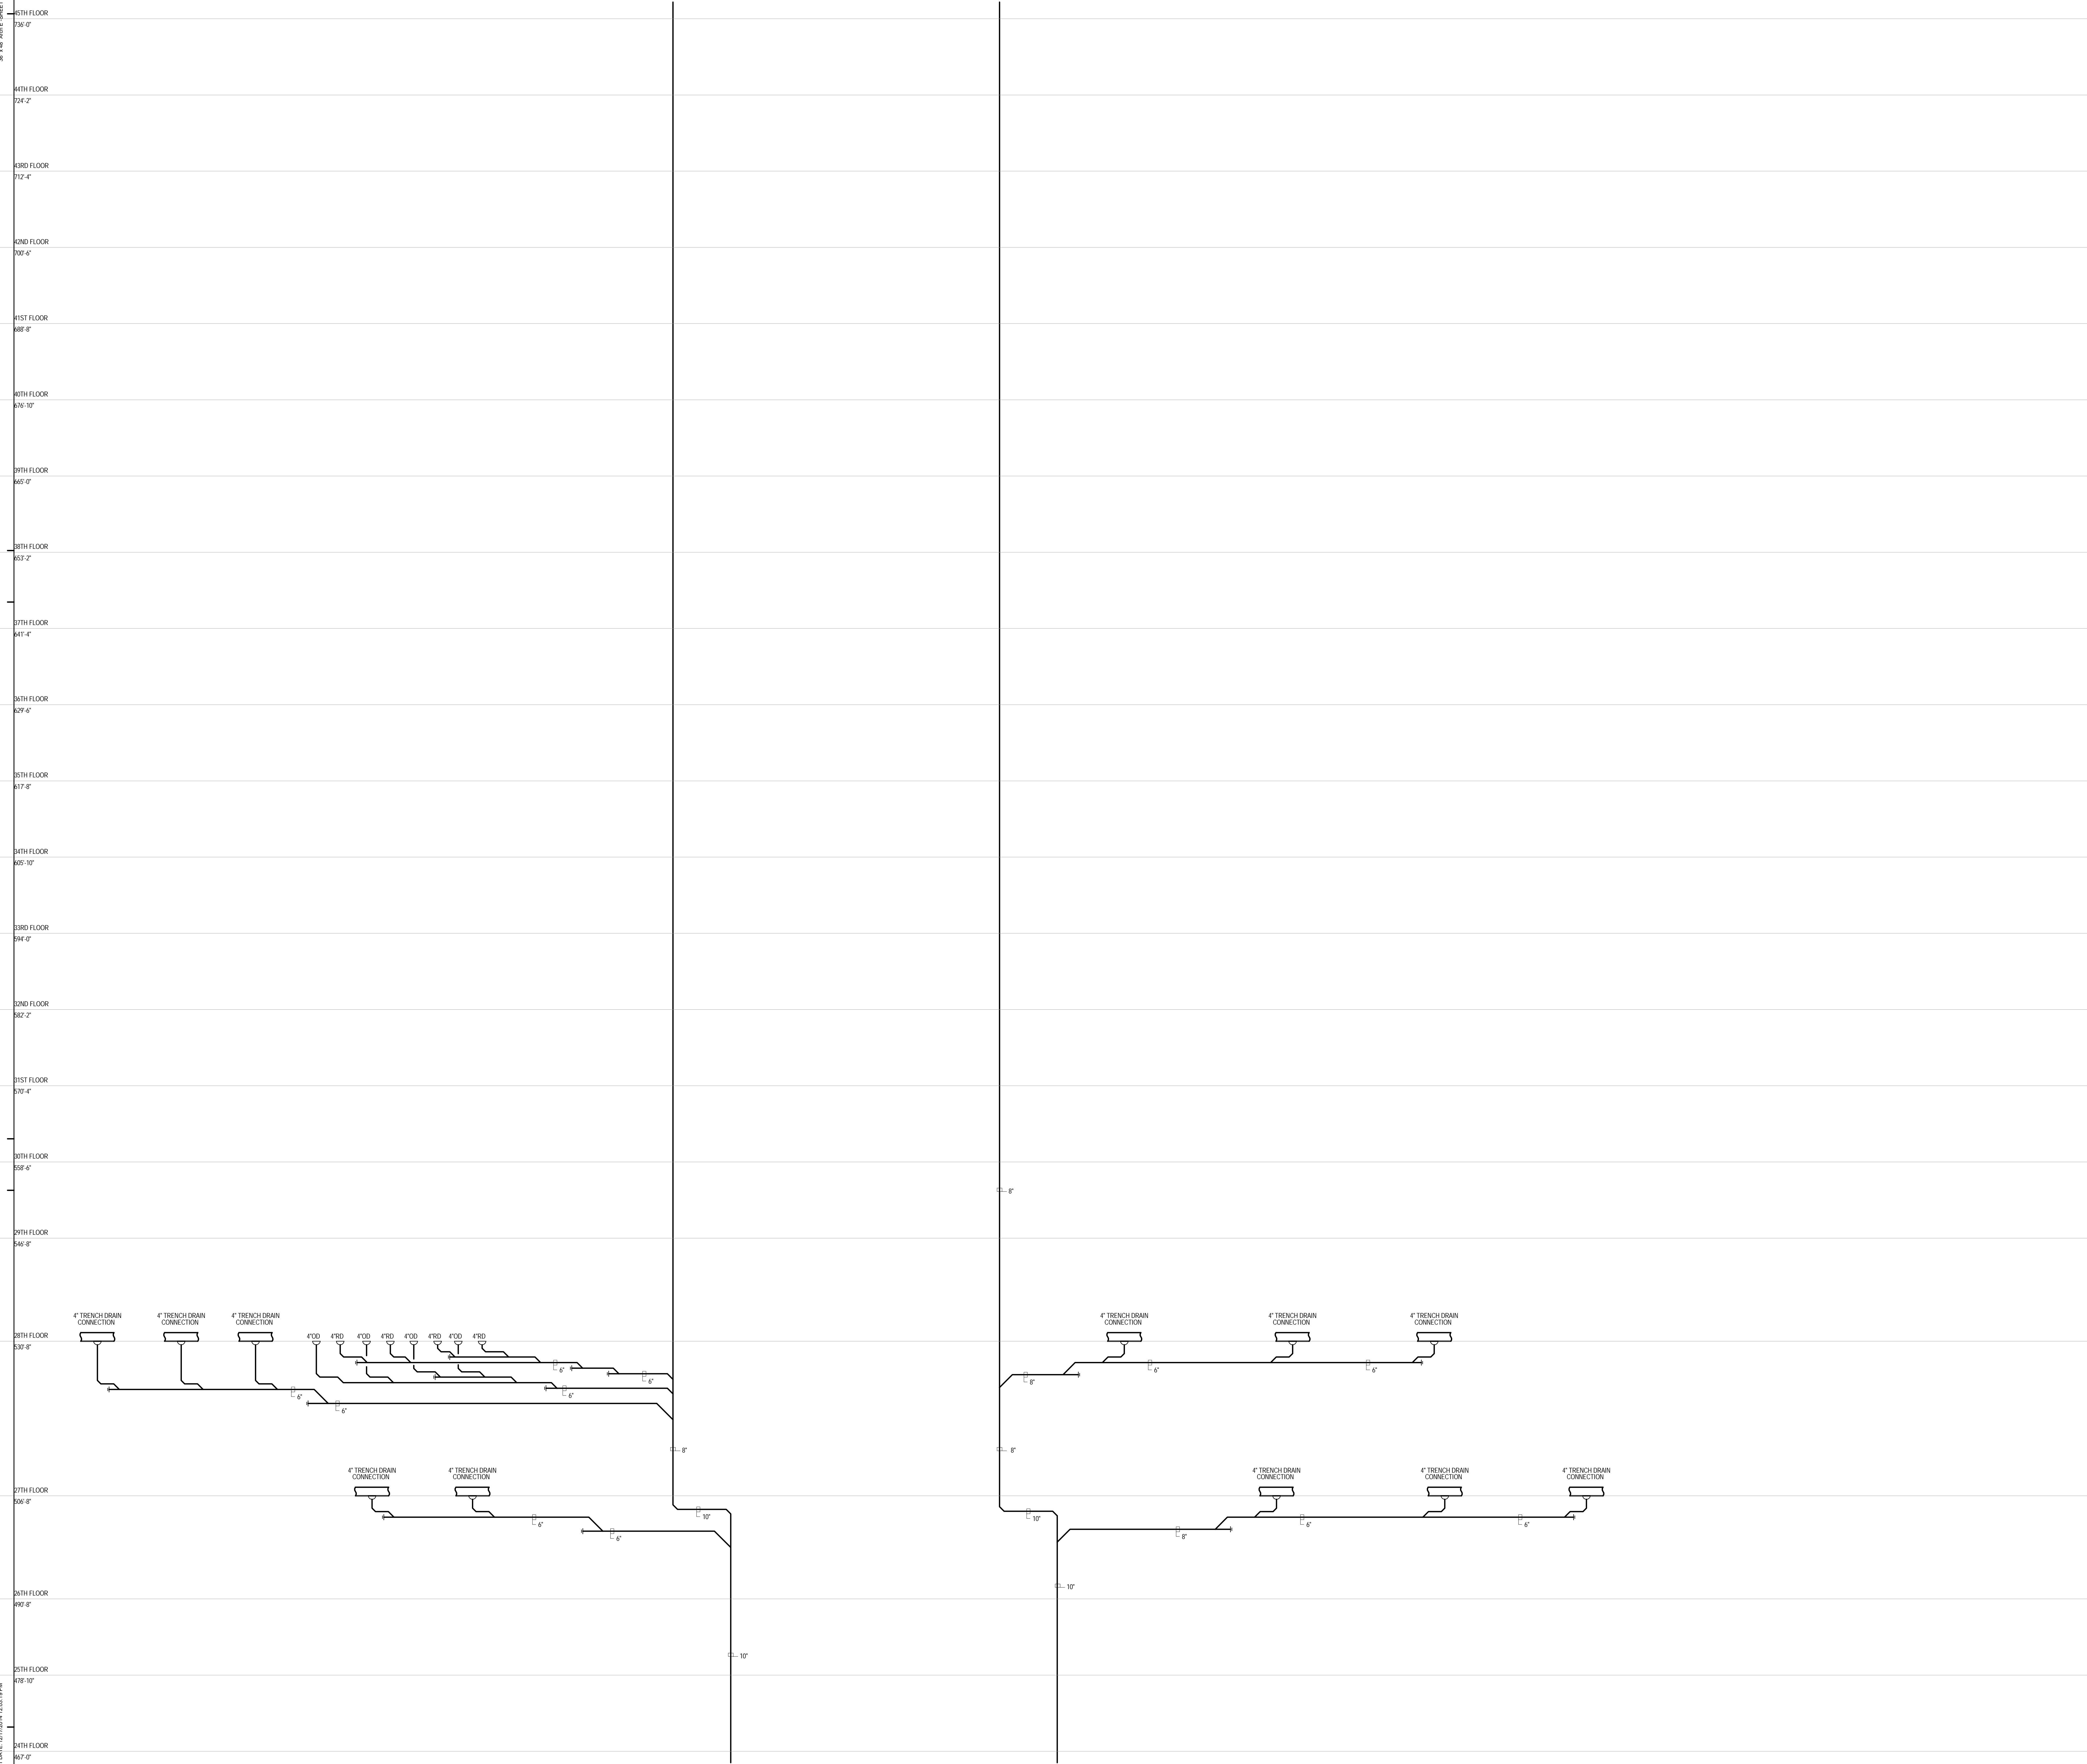 45TH FLOOR
736'-0"
44TH FLOOR
724'-2"
43RD FLOOR
712'-4"
42ND FLOOR
700'-6"
41ST FLOOR
688'-8"
40TH FLOOR
676'-10"
39TH FLOOR
665'-0"
38TH FLOOR
653'-2"
37TH FLOOR
641'-4"
36TH FLOOR
629'-6"
35TH FLOOR
617'-8"
34TH FLOOR
605'-10"
33RD FLOOR
594'-0"
32ND FLOOR
582'-2"
31ST FLOOR
570'-4"
30TH FLOOR
558'-6"
8"
29TH FLOOR
546'-8"
4" TRENCH DRAIN
CONNECTION
4" TRENCH DRAIN
CONNECTION
4" TRENCH DRAIN
CONNECTION
4" TRENCH DRAIN
CONNECTION
4" TRENCH DRAIN
CONNECTION
4" TRENCH DRAIN
CONNECTION
28TH FLOOR
530'-8"
4"OD
4"RD
4"OD
4"RD
4"OD
4"RD
4"OD
4"RD
6"
6"
6"
6"
6"
8"
6"
6"
8"
8"
4" TRENCH DRAIN
CONNECTION
4" TRENCH DRAIN
CONNECTION
4" TRENCH DRAIN
CONNECTION
4" TRENCH DRAIN
CONNECTION
4" TRENCH DRAIN
CONNECTION
27TH FLOOR
506'-8"
10"
10"
6"
6"
6"
6"
8"
10"
26TH FLOOR
490'-8"
10"
25TH FLOOR
478'-10"
24TH FLOOR
467'-0"